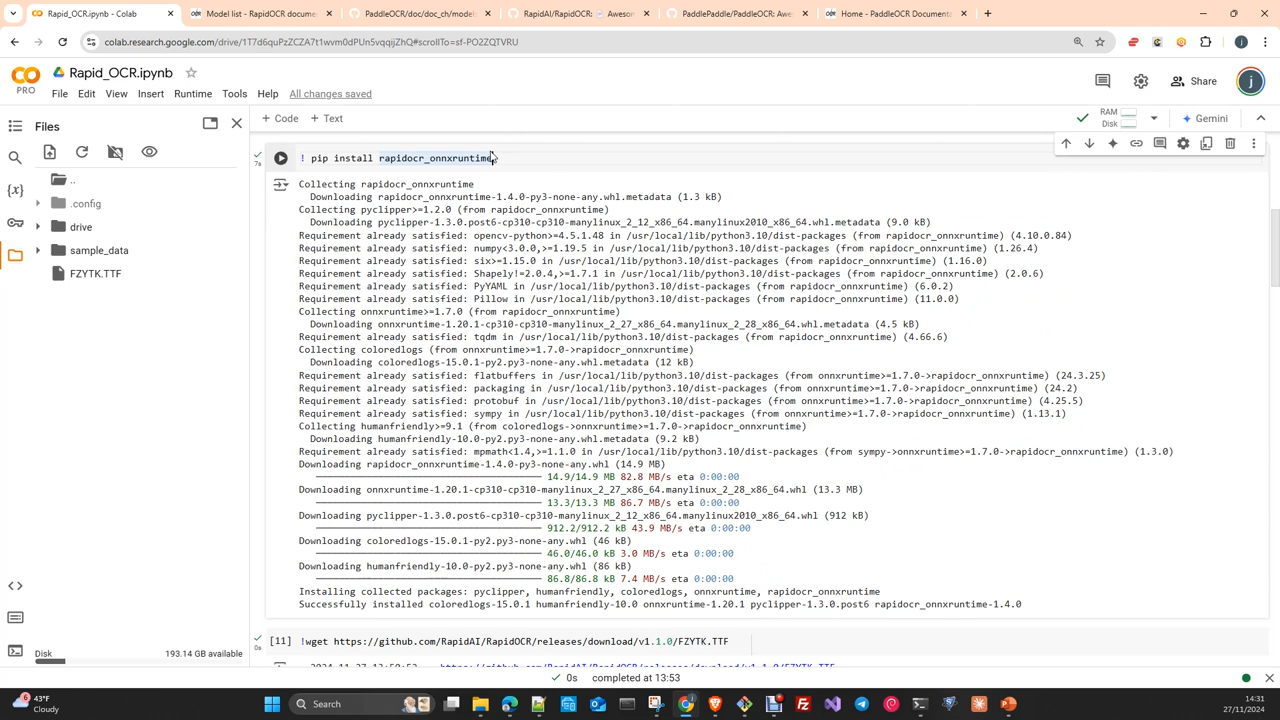 Rapid_OCR.ipynb - Colab
Model list - RapidOCR docume
PaddleOCR/doc/doc_ch/model
RapidAI/RapidOCR: Awesom
PaddlePaddle/PaddleOCR: Awe
Home - PaddleOCR Documenta
colab.research.google.com/drive/1T7d6quPzZCZA7t1wvm0dPUn5vqqijZhQ#scrollTo=sf-PO2ZQTVRU
PRO
Rapid_OCR.ipynb
File Edit View Insert Runtime Tools Help All changes saved
Share
j
Files
+ Code + Text
RAM
Disk
Gemini
..
.config
drive
sample_data
FZYTK.TTF
7s
! pip install rapidocr_onnxruntime
Collecting rapidocr_onnxruntime
Downloading rapidocr_onnxruntime-1.4.0-py3-none-any.whl.metadata (1.3 kB)
Collecting pyclipper>=1.2.0 (from rapidocr_onnxruntime)
Downloading pyclipper-1.3.0.post6-cp310-cp310-manylinux_2_12_x86_64.manylinux2010_x86_64.whl.metadata (9.0 kB)
Requirement already satisfied: opencv-python>=4.5.1.48 in /usr/local/lib/python3.10/dist-packages (from rapidocr_onnxruntime) (4.10.0.84)
Requirement already satisfied: numpy<3.0.0,>=1.19.5 in /usr/local/lib/python3.10/dist-packages (from rapidocr_onnxruntime) (1.26.4)
Requirement already satisfied: six>=1.15.0 in /usr/local/lib/python3.10/dist-packages (from rapidocr_onnxruntime) (1.16.0)
Requirement already satisfied: Shapely!=2.0.4,>=1.7.1 in /usr/local/lib/python3.10/dist-packages (from rapidocr_onnxruntime) (2.0.6)
Requirement already satisfied: PyYAML in /usr/local/lib/python3.10/dist-packages (from rapidocr_onnxruntime) (6.0.2)
Requirement already satisfied: Pillow in /usr/local/lib/python3.10/dist-packages (from rapidocr_onnxruntime) (11.0.0)
Collecting onnxruntime>=1.7.0 (from rapidocr_onnxruntime)
Downloading onnxruntime-1.20.1-cp310-cp310-manylinux_2_27_x86_64.manylinux_2_28_x86_64.whl.metadata (4.5 kB)
Requirement already satisfied: tqdm in /usr/local/lib/python3.10/dist-packages (from rapidocr_onnxruntime) (4.66.6)
Collecting coloredlogs (from onnxruntime>=1.7.0->rapidocr_onnxruntime)
Downloading coloredlogs-15.0.1-py2.py3-none-any.whl.metadata (12 kB)
Requirement already satisfied: flatbuffers in /usr/local/lib/python3.10/dist-packages (from onnxruntime>=1.7.0->rapidocr_onnxruntime) (24.3.25)
Requirement already satisfied: packaging in /usr/local/lib/python3.10/dist-packages (from onnxruntime>=1.7.0->rapidocr_onnxruntime) (24.2)
Requirement already satisfied: protobuf in /usr/local/lib/python3.10/dist-packages (from onnxruntime>=1.7.0->rapidocr_onnxruntime) (4.25.5)
Requirement already satisfied: sympy in /usr/local/lib/python3.10/dist-packages (from onnxruntime>=1.7.0->rapidocr_onnxruntime) (1.13.1)
Collecting humanfriendly>=9.1 (from coloredlogs->onnxruntime>=1.7.0->rapidocr_onnxruntime)
Downloading humanfriendly-10.0-py2.py3-none-any.whl.metadata (9.2 kB)
Requirement already satisfied: mpmath<1.4,>=1.1.0 in /usr/local/lib/python3.10/dist-packages (from sympy->onnxruntime>=1.7.0->rapidocr_onnxruntime) (1.3.0)
Downloading rapidocr_onnxruntime-1.4.0-py3-none-any.whl (14.9 MB)
14.9/14.9 MB 82.8 MB/s eta 0:00:00
Downloading onnxruntime-1.20.1-cp310-cp310-manylinux_2_27_x86_64.manylinux_2_28_x86_64.whl (13.3 MB)
13.3/13.3 MB 86.7 MB/s eta 0:00:00
Downloading pyclipper-1.3.0.post6-cp310-cp310-manylinux_2_12_x86_64.manylinux2010_x86_64.whl (912 kB)
912.2/912.2 kB 43.9 MB/s eta 0:00:00
Downloading coloredlogs-15.0.1-py2.py3-none-any.whl (46 kB)
46.0/46.0 kB 3.0 MB/s eta 0:00:00
Downloading humanfriendly-10.0-py2.py3-none-any.whl (86 kB)
86.8/86.8 kB 7.4 MB/s eta 0:00:00
Installing collected packages: pyclipper, humanfriendly, coloredlogs, onnxruntime, rapidocr_onnxruntime
Successfully installed coloredlogs-15.0.1 humanfriendly-10.0 onnxruntime-1.20.1 pyclipper-1.3.0.post6 rapidocr_onnxruntime-1.4.0
0s
[11] !wget https://github.com/RapidAI/RapidOCR/releases/download/v1.1.0/FZYTK.TTF
Disk 193.14 GB available
0s completed at 13:53
43°F
Cloudy
Search
14:31
27/11/2024